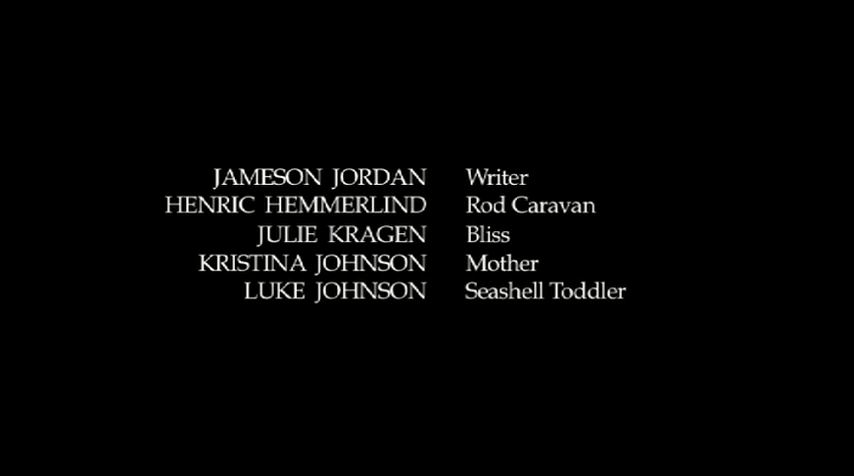 JAMESON JORDAN Writer
HENRIC HEMMERLIND Rod Caravan
JULIE KRAGEN Bliss
KRISTINA JOHNSON Mother
LUKE JOHNSON Seashell Toddler